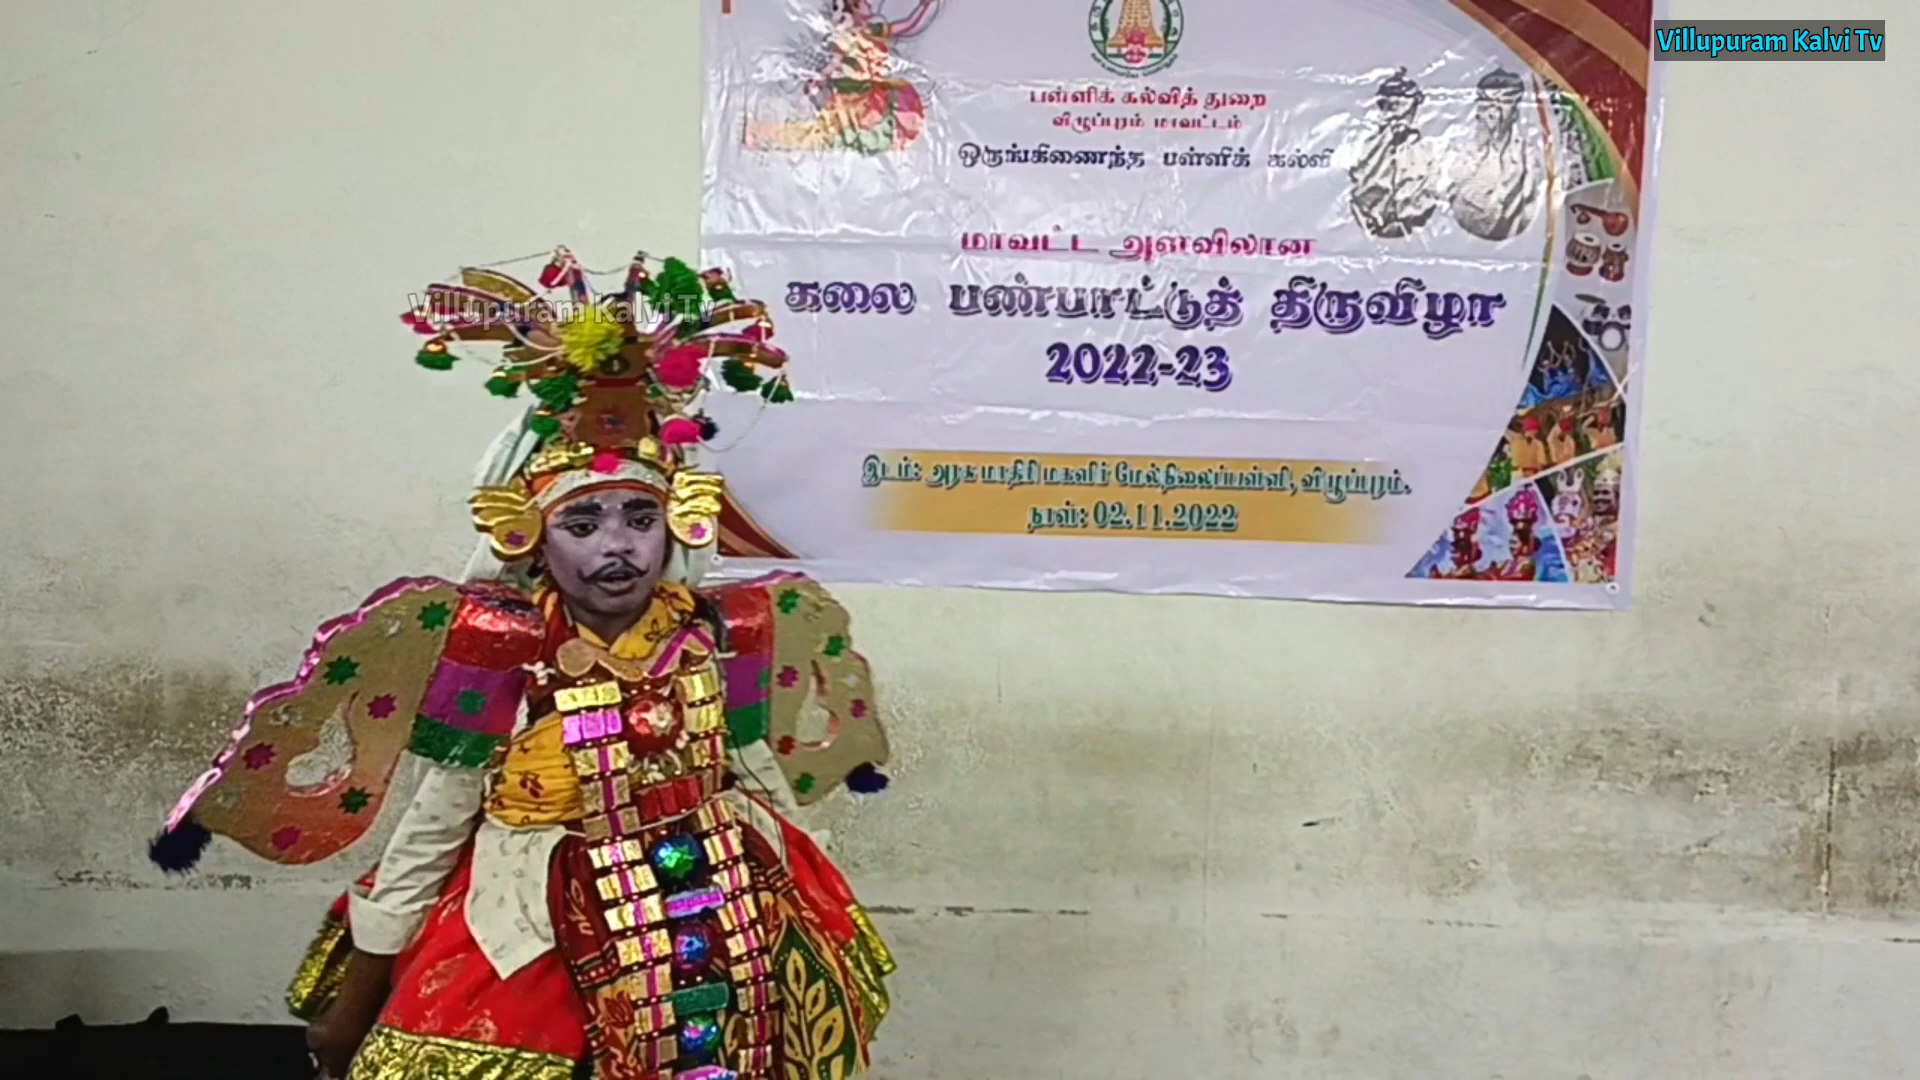 Villupuram Kalvi Tv
பள்ளிக் கல்வித் துறை
விழுப்புரம் மாவட்டம்
ஒருங்கிணைந்த பள்ளிக் கல்வி
மாவட்ட அளவிலான
Villupuram Kalvi Tv
கலை பண்பாட்டுத் திருவிழா
2022-23
இடம்: அரசு மாதிரி மகளிர் மேல்நிலைப்பள்ளி, விழுப்புரம்.
நாள்: 02.11.2022